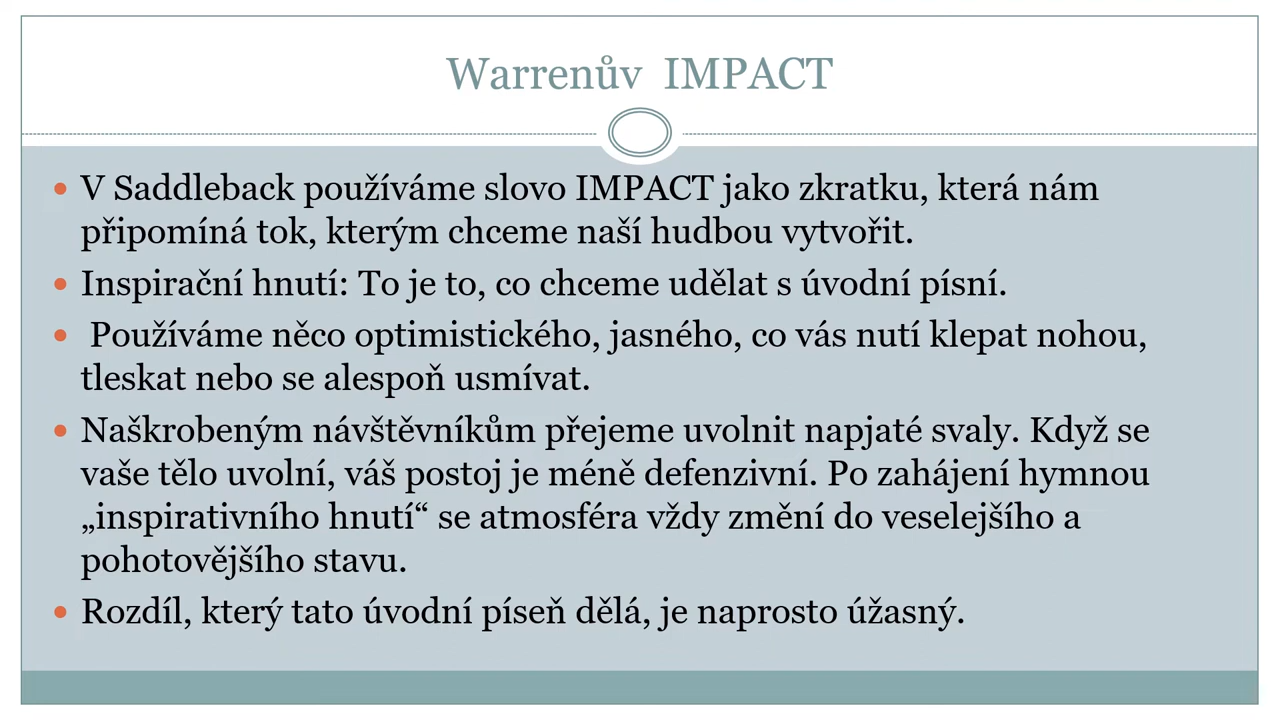 Warrenův  IMPACT
• V Saddleback používáme slovo IMPACT jako zkratku, která nám
připomíná tok, kterým chceme naší hudbou vytvořit.
• Inspirační hnutí: To je to, co chceme udělat s úvodní písní.
•  Používáme něco optimistického, jasného, co vás nutí klepat nohou,
tleskat nebo se alespoň usmívat.
• Naškrobeným návštěvníkům přejeme uvolnit napjaté svaly. Když se
vaše tělo uvolní, váš postoj je méně defenzivní. Po zahájení hymnou
„inspirativního hnutí“ se atmosféra vždy změní do veselejšího a
pohotovějšího stavu.
• Rozdíl, který tato úvodní píseň dělá, je naprosto úžasný.